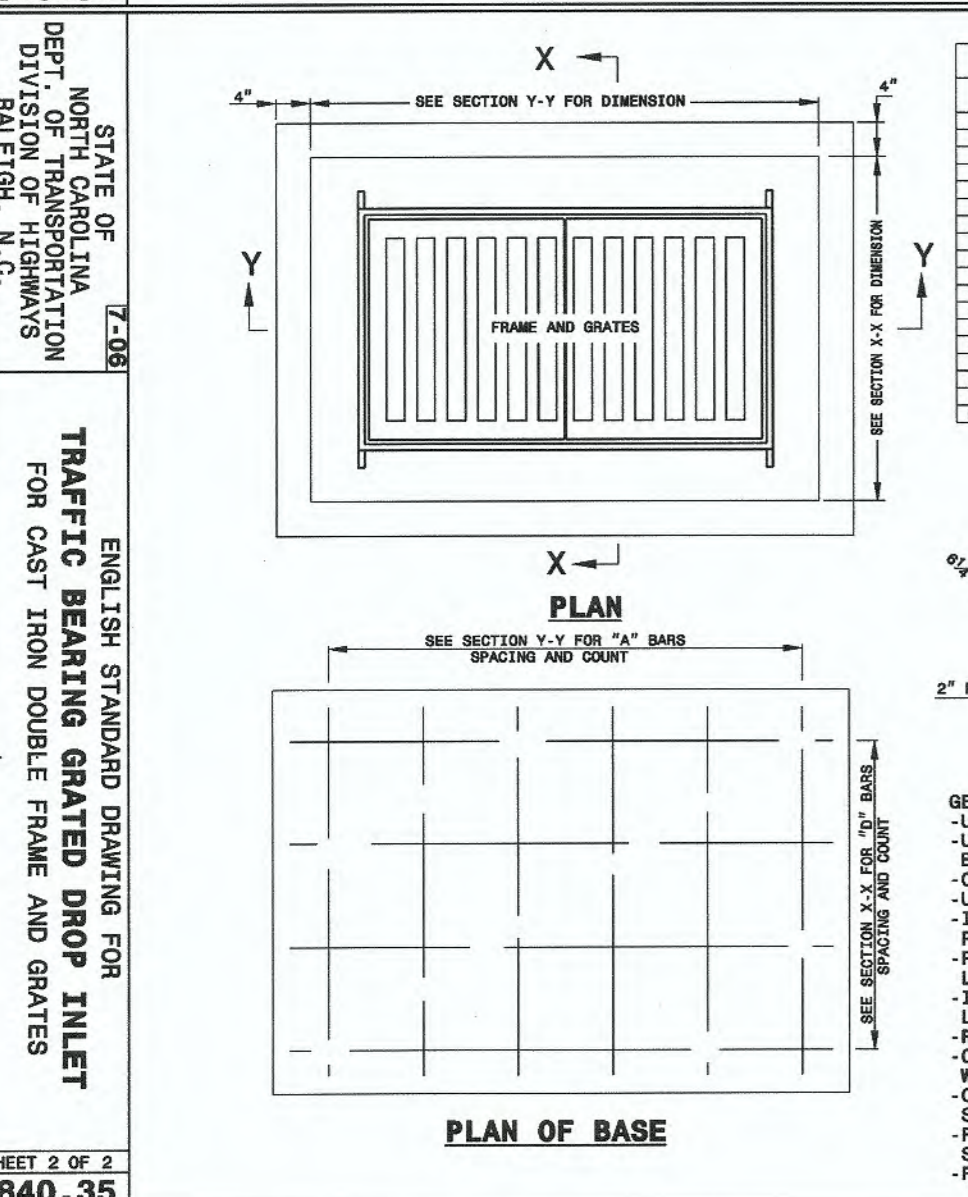 STATE OF
NORTH CAROLINA
DEPT. OF TRANSPORTATION
DIVISION OF HIGHWAYS
RALEIGH, N.C.
7-06
ENGLISH STANDARD DRAWING FOR
TRAFFIC BEARING GRATED DROP INLET
FOR CAST IRON DOUBLE FRAME AND GRATES
SHEET 2 OF 2
840.35
X
4"
SEE SECTION Y-Y FOR DIMENSION
4"
Y
FRAME AND GRATES
SEE SECTION X-X FOR DIMENSION
Y
X
PLAN
SEE SECTION Y-Y FOR "A" BARS
SPACING AND COUNT
SEE SECTION X-X FOR "D" BARS
SPACING AND COUNT
PLAN OF BASE
6¼
2"